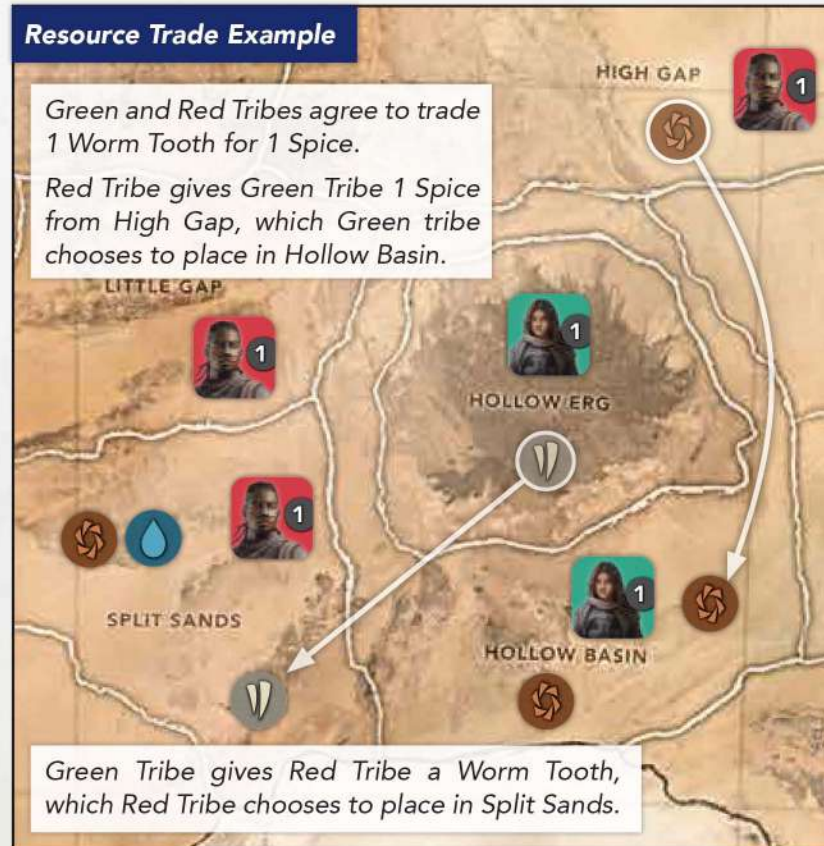 Resource Trade Example
HIGH GAP
1
Green and Red Tribes agree to trade
1 Worm Tooth for 1 Spice.
Red Tribe gives Green Tribe 1 Spice
from High Gap, which Green tribe
chooses to place in Hollow Basin.
LITTLE GAP
1
1
HOLLOW ERG
1
SPLIT SANDS
1
HOLLOW BASIN
Green Tribe gives Red Tribe a Worm Tooth,
which Red Tribe chooses to place in Split Sands.